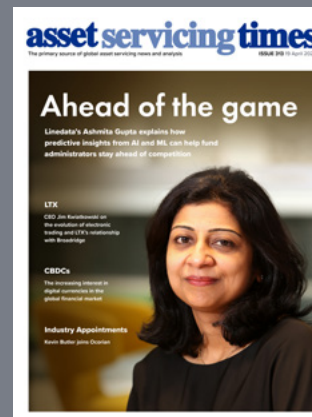 asset servicing times
The primary source of global asset servicing news and analysis
ISSUE 313 19 April
Ahead of the game
Linedata's Ashmita Gupta explains how
predictive insights from AI and ML can help fund
administrators stay ahead of competition
LTX
CEO Jim Kwiatkowski on
the evolution of electronic
trading and LTX's relationship
with Broadridge
CBDCs
The increasing interest in
digital currencies in the
global financial market
Industry Appointments
Kevin Butler joins Ocorian